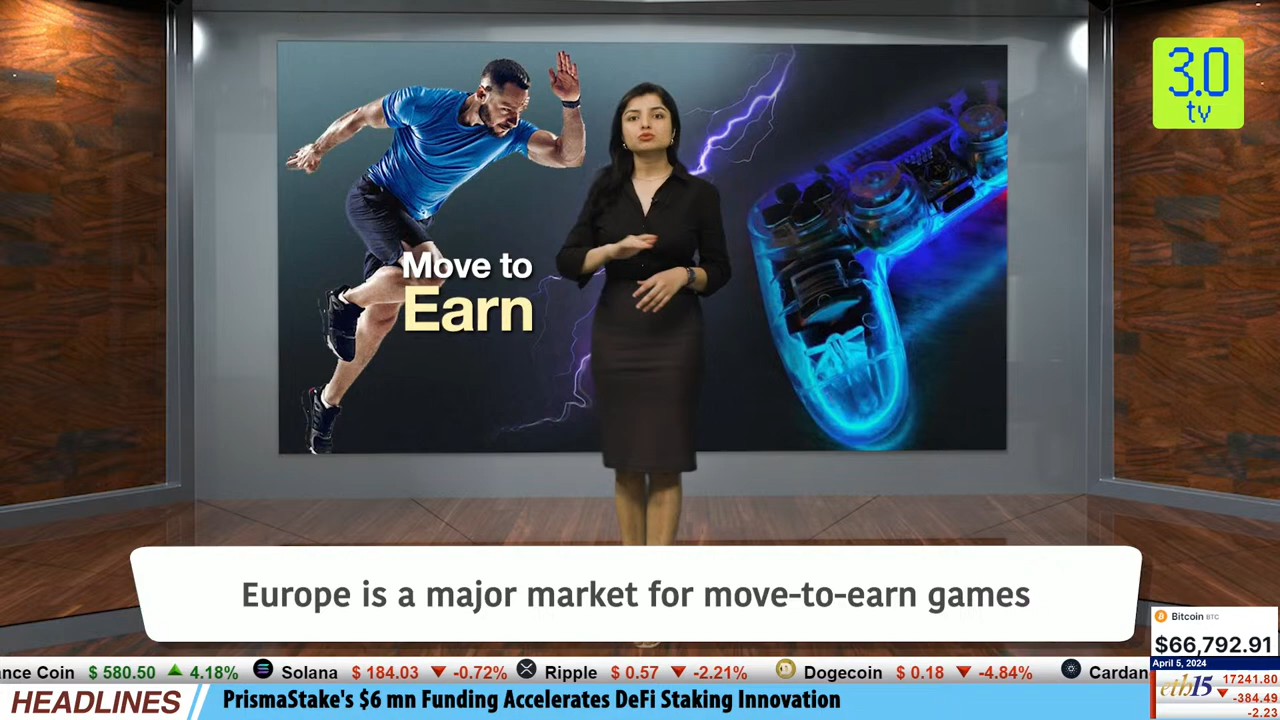 3.0
tv
Move to
Earn
Europe is a major market for move-to-earn games
Bitcoin BTC
$66,792.91
April 5, 2024
nce Coin $ 580.50 4.18% Solana $ 184.03 -0.72% Ripple $ 0.57 -2.21% Dogecoin $ 0.18 -4.84% Cardan
eth15 17241.80
-384.49
-2.23
HEADLINES PrismaStake's $6 mn Funding Accelerates DeFi Staking Innovation